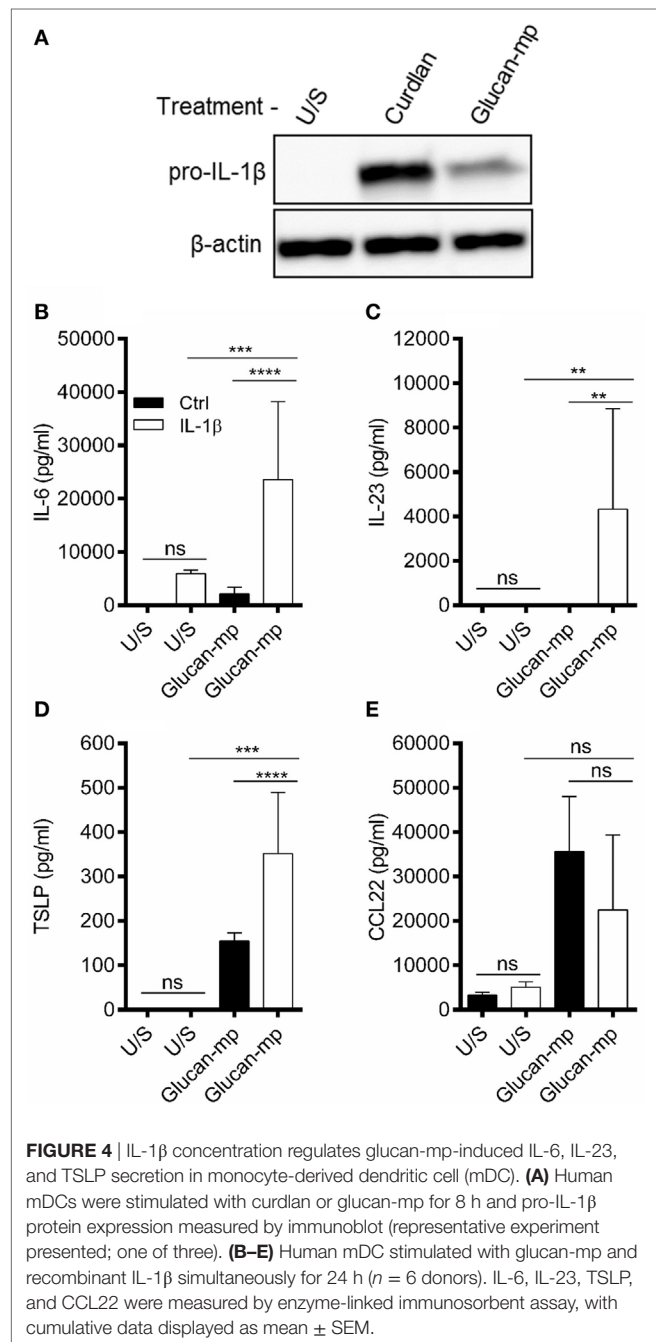 A
Treatment - U/S Curdlan Glucan-mp
pro-IL-1β
β-actin
B
50000
40000
30000
20000
10000
0
IL-6 (pg/ml)
Ctrl
IL-1β
***
****
ns
U/S U/S Glucan-mp Glucan-mp
C
12000
10000
8000
6000
4000
2000
0
IL-23 (pg/ml)
**
**
ns
U/S U/S Glucan-mp Glucan-mp
D
600
500
400
300
200
100
0
TSLP (pg/ml)
***
****
ns
U/S U/S Glucan-mp Glucan-mp
E
60000
50000
40000
30000
20000
10000
0
CCL22 (pg/ml)
ns
ns
ns
U/S U/S Glucan-mp Glucan-mp
FIGURE 4 | IL-1β concentration regulates glucan-mp-induced IL-6, IL-23,
and TSLP secretion in monocyte-derived dendritic cell (mDC). (A) Human
mDCs were stimulated with curdlan or glucan-mp for 8 h and pro-IL-1β
protein expression measured by immunoblot (representative experiment
presented; one of three). (B–E) Human mDC stimulated with glucan-mp and
recombinant IL-1β simultaneously for 24 h (n = 6 donors). IL-6, IL-23, TSLP,
and CCL22 were measured by enzyme-linked immunosorbent assay, with
cumulative data displayed as mean ± SEM.